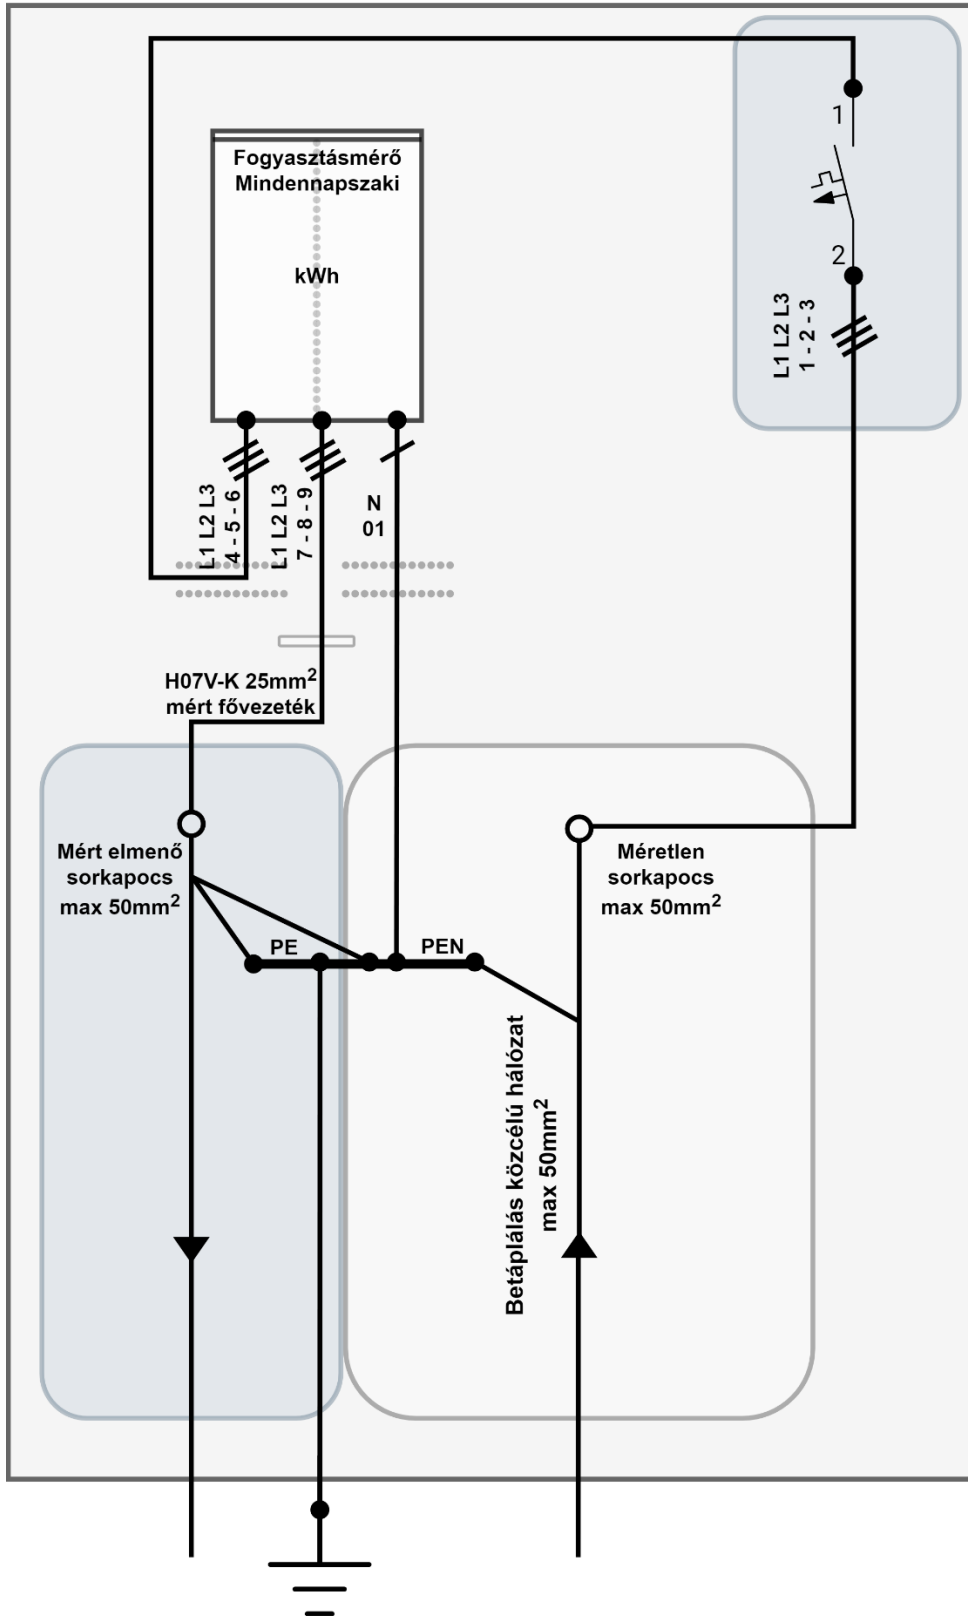 1
Fogyasztásmérő
Mindennapszaki
kWh
2
L1 L2 L3
1 - 2 - 3
L1 L2 L3
4 - 5 - 6
L1 L2 L3
7 - 8 - 9
N
01
H07V-K 25mm²
mért fővezeték
Mért elmenő
sorkapocs
max 50mm²
Méretlen
sorkapocs
max 50mm²
PE
PEN
Betáplálás közcélú hálózat
max 50mm²